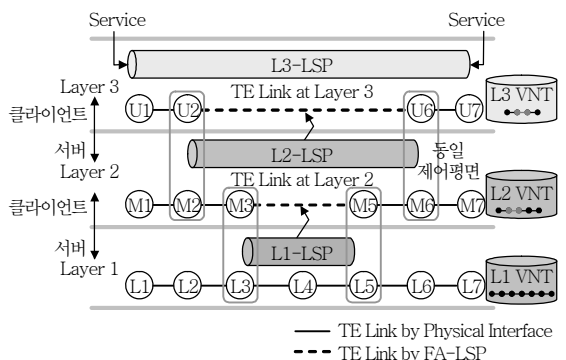 Service
Service
L3-LSP
Layer 3
TE Link at Layer 3
L3 VNT
클라이언트
U1
U2
U6
U7
서버
L2-LSP
동일
제어평면
Layer 2
TE Link at Layer 2
L2 VNT
클라이언트
M1
M2
M3
M5
M6
M7
서버
L1-LSP
Layer 1
L1 VNT
L1
L2
L3
L4
L5
L6
L7
TE Link by Physical Interface
TE Link by FA-LSP